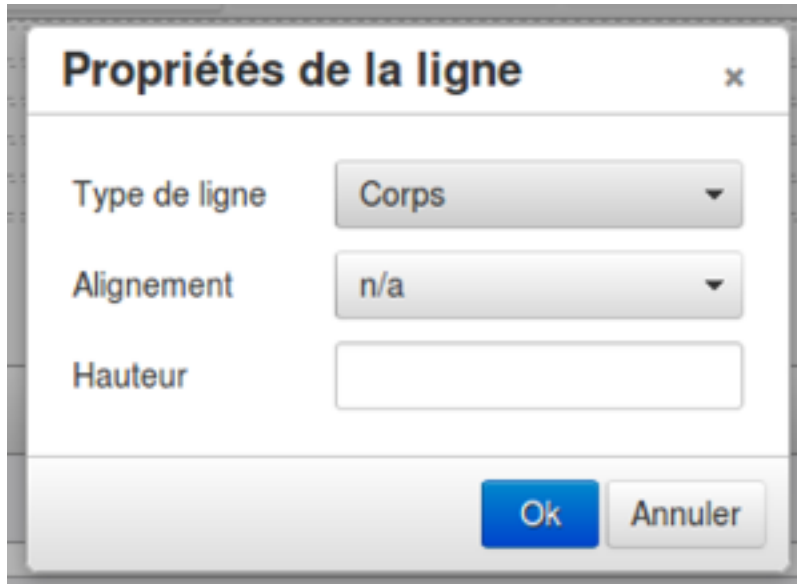 Propriétés de la ligne ×
Type de ligne Corps
Alignement n/a
Hauteur
Ok Annuler